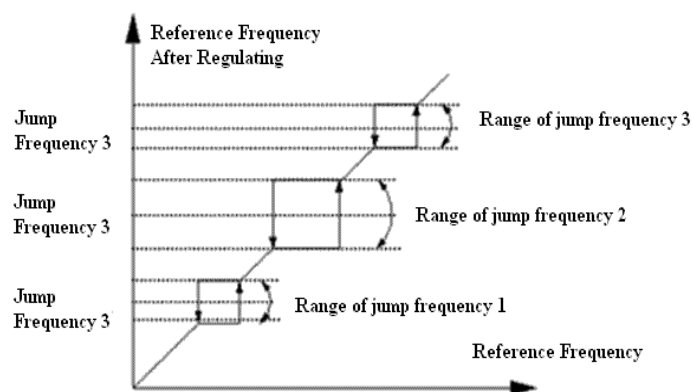 Reference Frequency
After Regulating
Jump
Frequency 3
Range of jump frequency 3
Jump
Frequency 3
Range of jump frequency 2
Jump
Frequency 3
Range of jump frequency 1
Reference Frequency